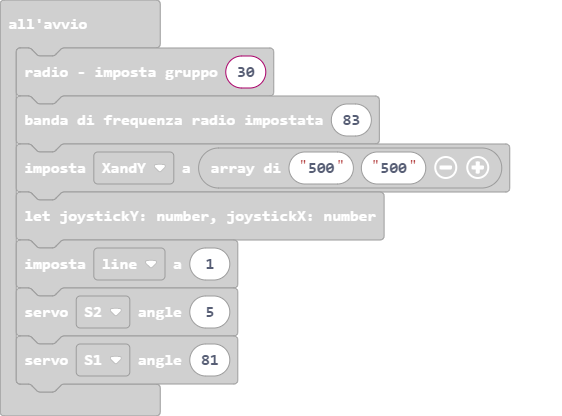 all'avvio
radio - imposta gruppo 30
banda di frequenza radio impostata 83
imposta XandY a array di "500" "500"
let joystickY: number, joystickX: number
imposta line a 1
servo S2 angle 5
servo S1 angle 81